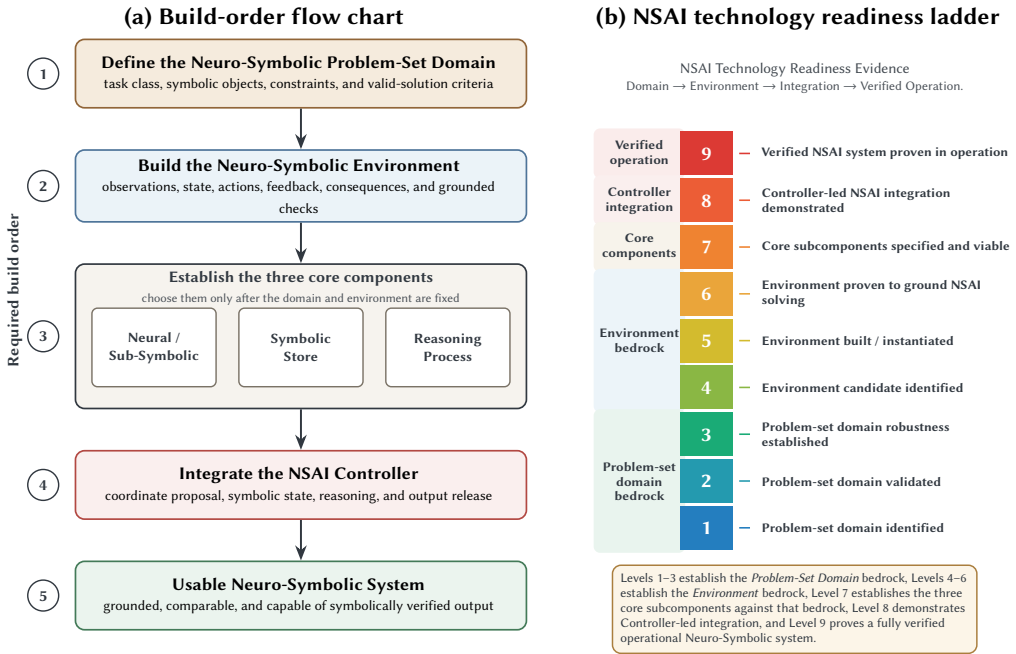 (a) Build-order flow chart
Required build order
1
Define the Neuro-Symbolic Problem-Set Domain
task class, symbolic objects, constraints, and valid-solution criteria
2
Build the Neuro-Symbolic Environment
observations, state, actions, feedback, consequences, and grounded
checks
3
Establish the three core components
choose them only after the domain and environment are fixed
Neural /
Sub-Symbolic
Symbolic
Store
Reasoning
Process
4
Integrate the NSAI Controller
coordinate proposal, symbolic state, reasoning, and output release
5
Usable Neuro-Symbolic System
grounded, comparable, and capable of symbolically verified output
(b) NSAI technology readiness ladder
NSAI Technology Readiness Evidence
Domain → Environment → Integration → Verified Operation.
Verified
operation
9
Verified NSAI system proven in operation
Controller
integration
8
Controller-led NSAI integration
demonstrated
Core
components
7
Core subcomponents specified and viable
Environment
bedrock
6
Environment proven to ground NSAI
solving
5
Environment built / instantiated
4
Environment candidate identified
Problem-set
domain
bedrock
3
Problem-set domain robustness
established
2
Problem-set domain validated
1
Problem-set domain identified
Levels 1–3 establish the Problem-Set Domain bedrock, Levels 4–6
establish the Environment bedrock, Level 7 establishes the three
core subcomponents against that bedrock, Level 8 demonstrates
Controller-led integration, and Level 9 proves a fully verified
operational Neuro-Symbolic system.